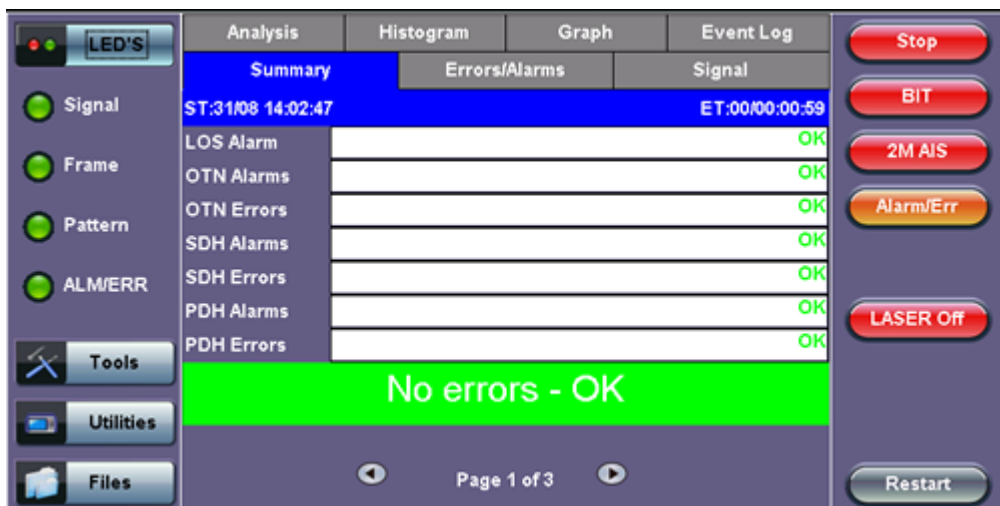 LED'S
Signal
Frame
Pattern
ALM/ERR
Tools
Utilities
Files
Analysis Histogram Graph Event Log
Summary Errors/Alarms Signal
ST:31/08 14:02:47 ET:00/00:00:59
LOS Alarm OK
OTN Alarms OK
OTN Errors OK
SDH Alarms OK
SDH Errors OK
PDH Alarms OK
PDH Errors OK
No errors - OK
Page 1 of 3
Stop
BIT
2M AIS
Alarm/Err
LASER Off
Restart